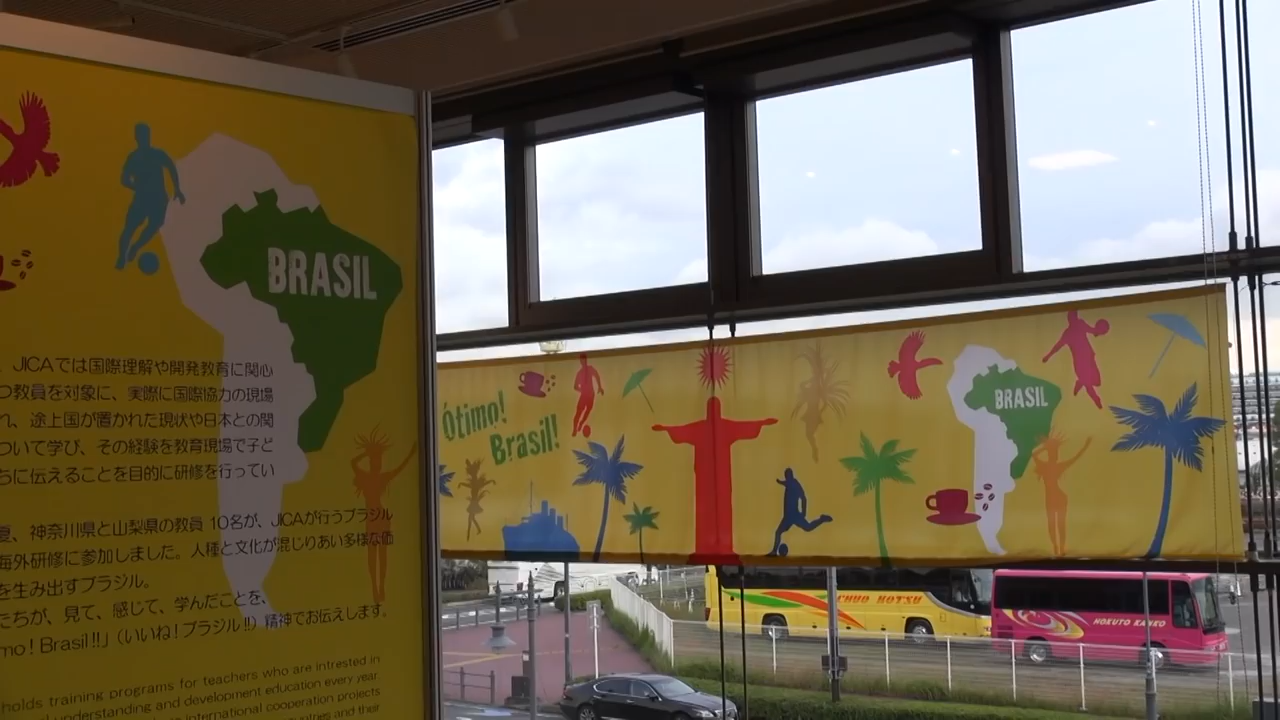 BRASIL
、JICAでは国際理解や開発教育に関心
つ教員を対象に、実際に国際協力の現場
れ、途上国が置かれた現状や日本との関
ついて学び、その経験を教育現場で子ど
ちに伝えることを目的に研修を行ってい
夏、神奈川県と山梨県の教員 10名が、JICAが行うブラジル
海外研修に参加しました。人種と文化が混じりあい多様な価
を生み出すブラジル。
たちが、見て、感じて、学んだことを、
mo! Brasil!!」(いいね!ブラジル!!) 精神でお伝えします。
holds training programs for teachers who are intrested in
understanding and development education every year.
international cooperation projects
and their
Ótimo!
Brasil!
BRASIL
CHUO KOTSU
HOKUTO KANKO